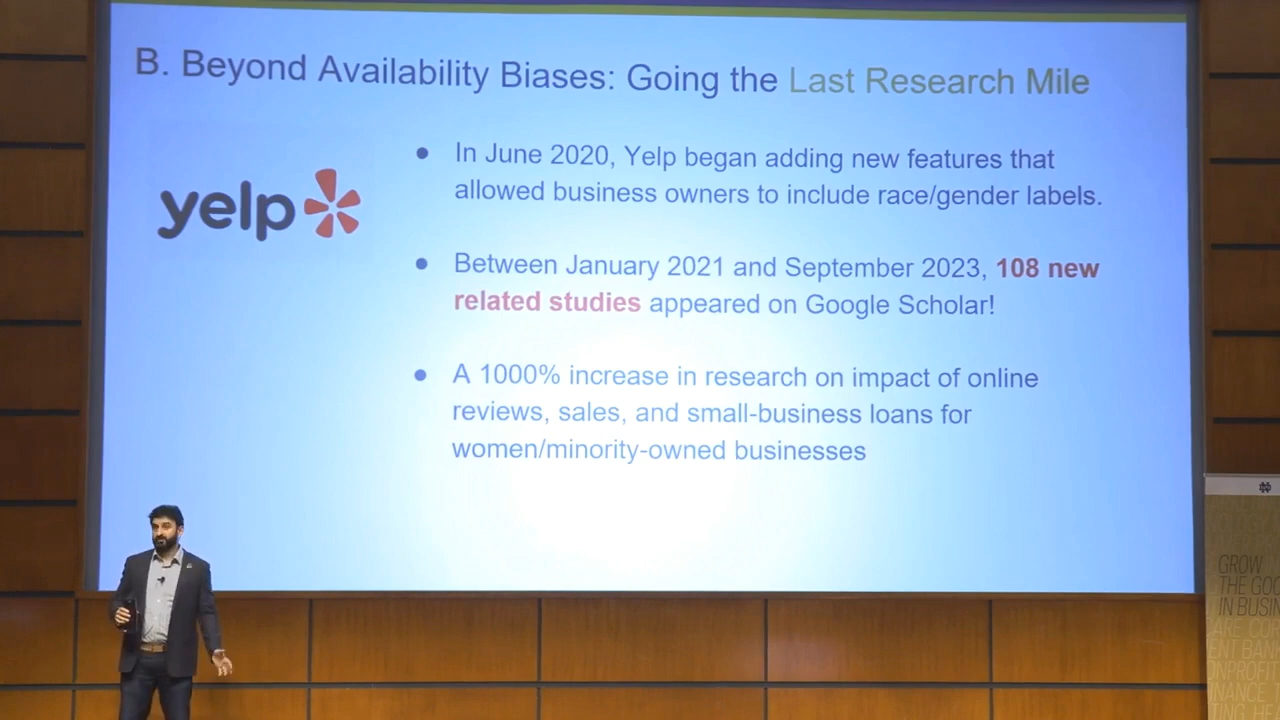 B. Beyond Availability Biases: Going the Last Research Mile
yelp
● In June 2020, Yelp began adding new features that
allowed business owners to include race/gender labels.
● Between January 2021 and September 2023, 108 new
related studies appeared on Google Scholar!
● A 1000% increase in research on impact of online
reviews, sales, and small-business loans for
women/minority-owned businesses
GROW
THE GOO
IN BUSIN